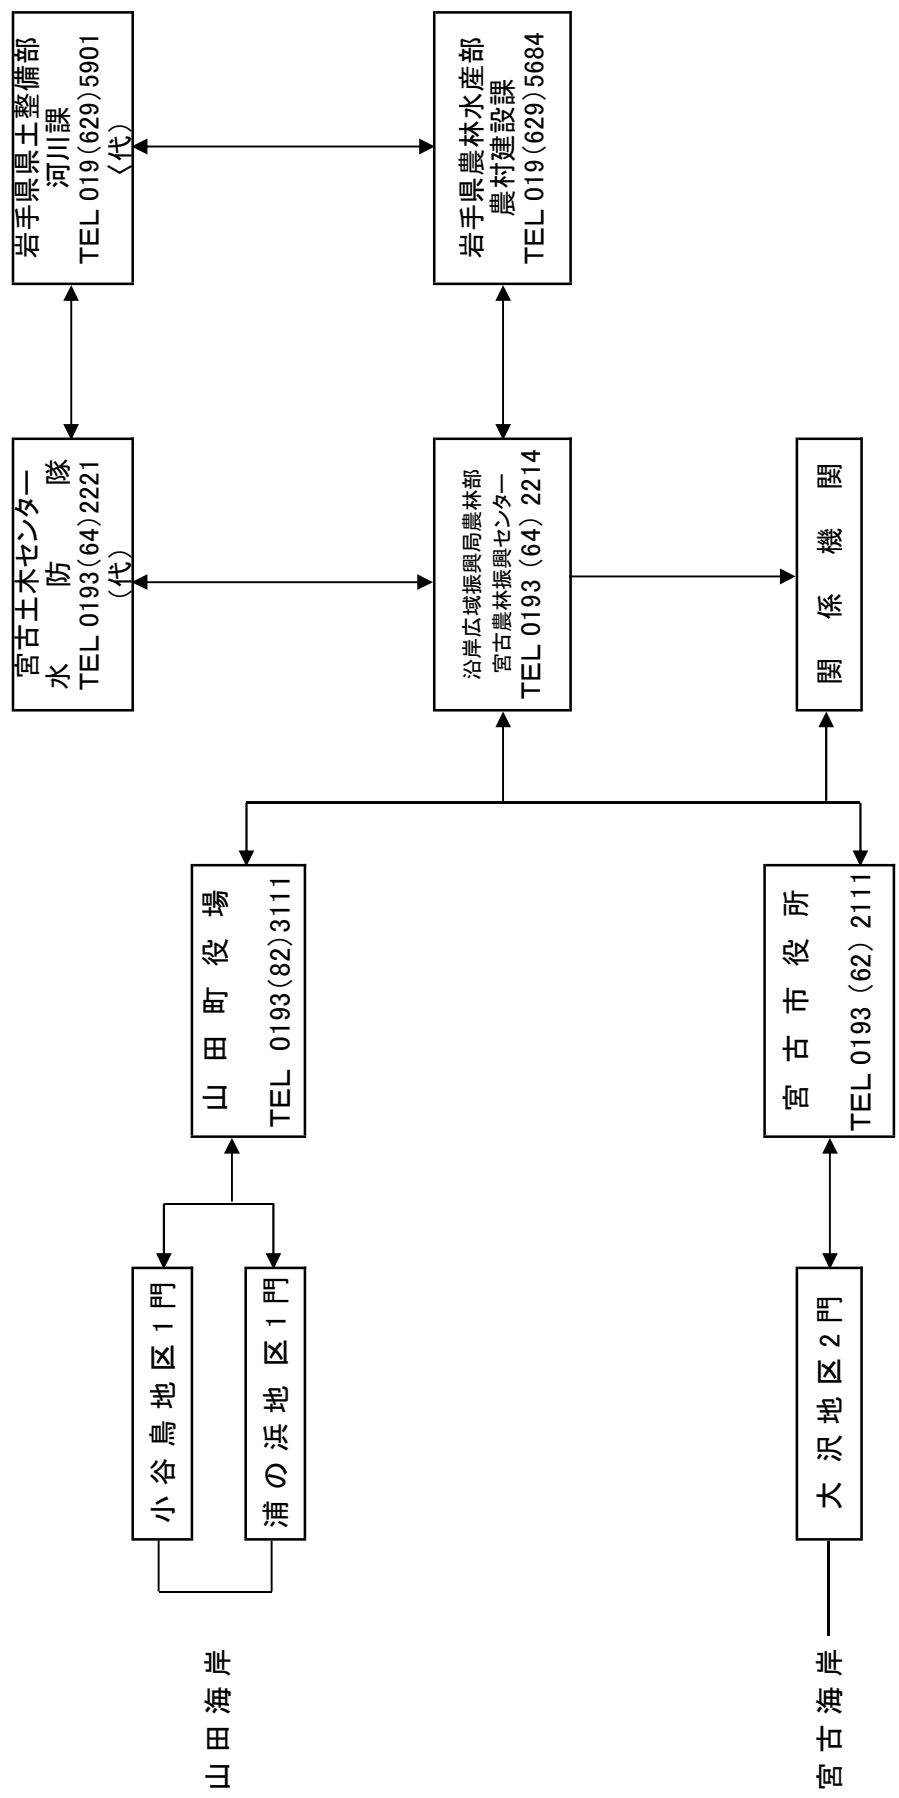 山田海岸
小谷鳥地区1門
浦の浜地区1門
山田町役場
TEL 0193(82)3111
宮古土木センター
水防隊
TEL 0193(64)2221
(代)
岩手県県土整備部
河川課
TEL 019(629)5901
〈代〉
沿岸広域振興局農林部
宮古農林振興センター
TEL 0193 (64) 2214
岩手県農林水産部
農村建設課
TEL 019(629)5684
宮古海岸
大沢地区2門
宮古市役所
TEL 0193 (62) 2111
関係機関